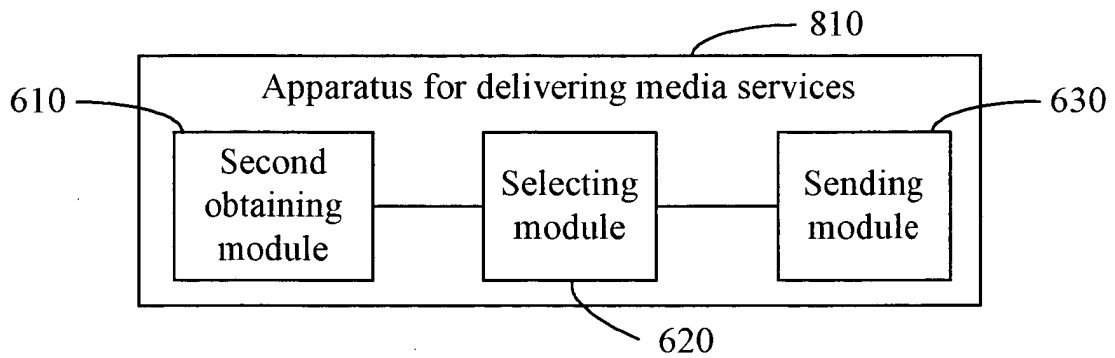 810
Apparatus for delivering media services
610
630
Second
obtaining
module
Selecting
module
Sending
module
620